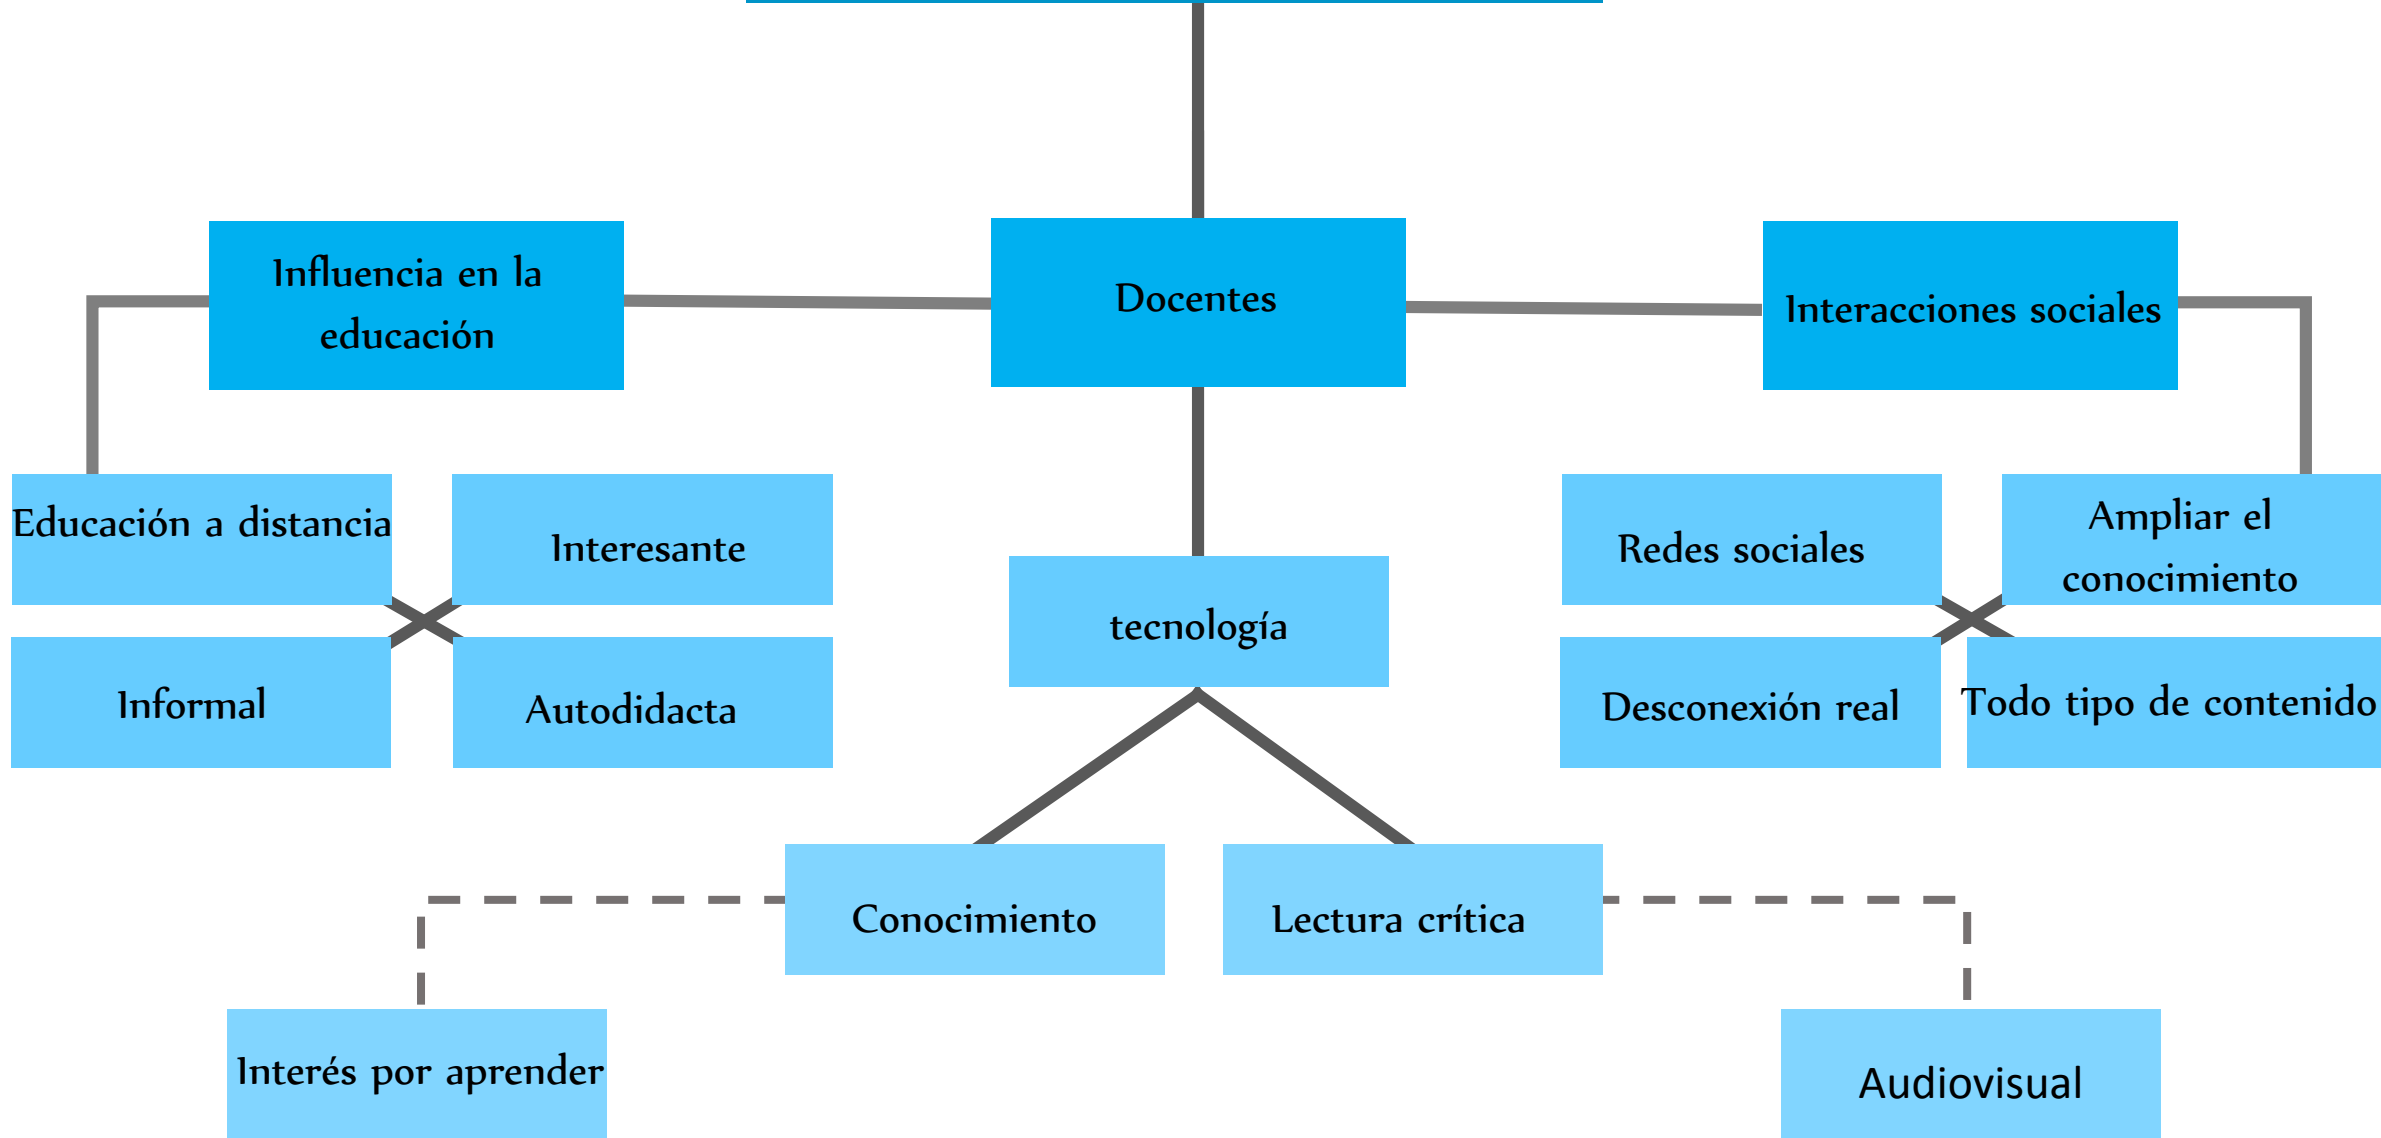 Influencia en la
educación
Docentes
Interacciones sociales
Educación a distancia
Interesante
Informal
Autodidacta
tecnología
Redes sociales
Ampliar el
conocimiento
Desconexión real
Todo tipo de contenido
Conocimiento
Lectura crítica
Interés por aprender
Audiovisual